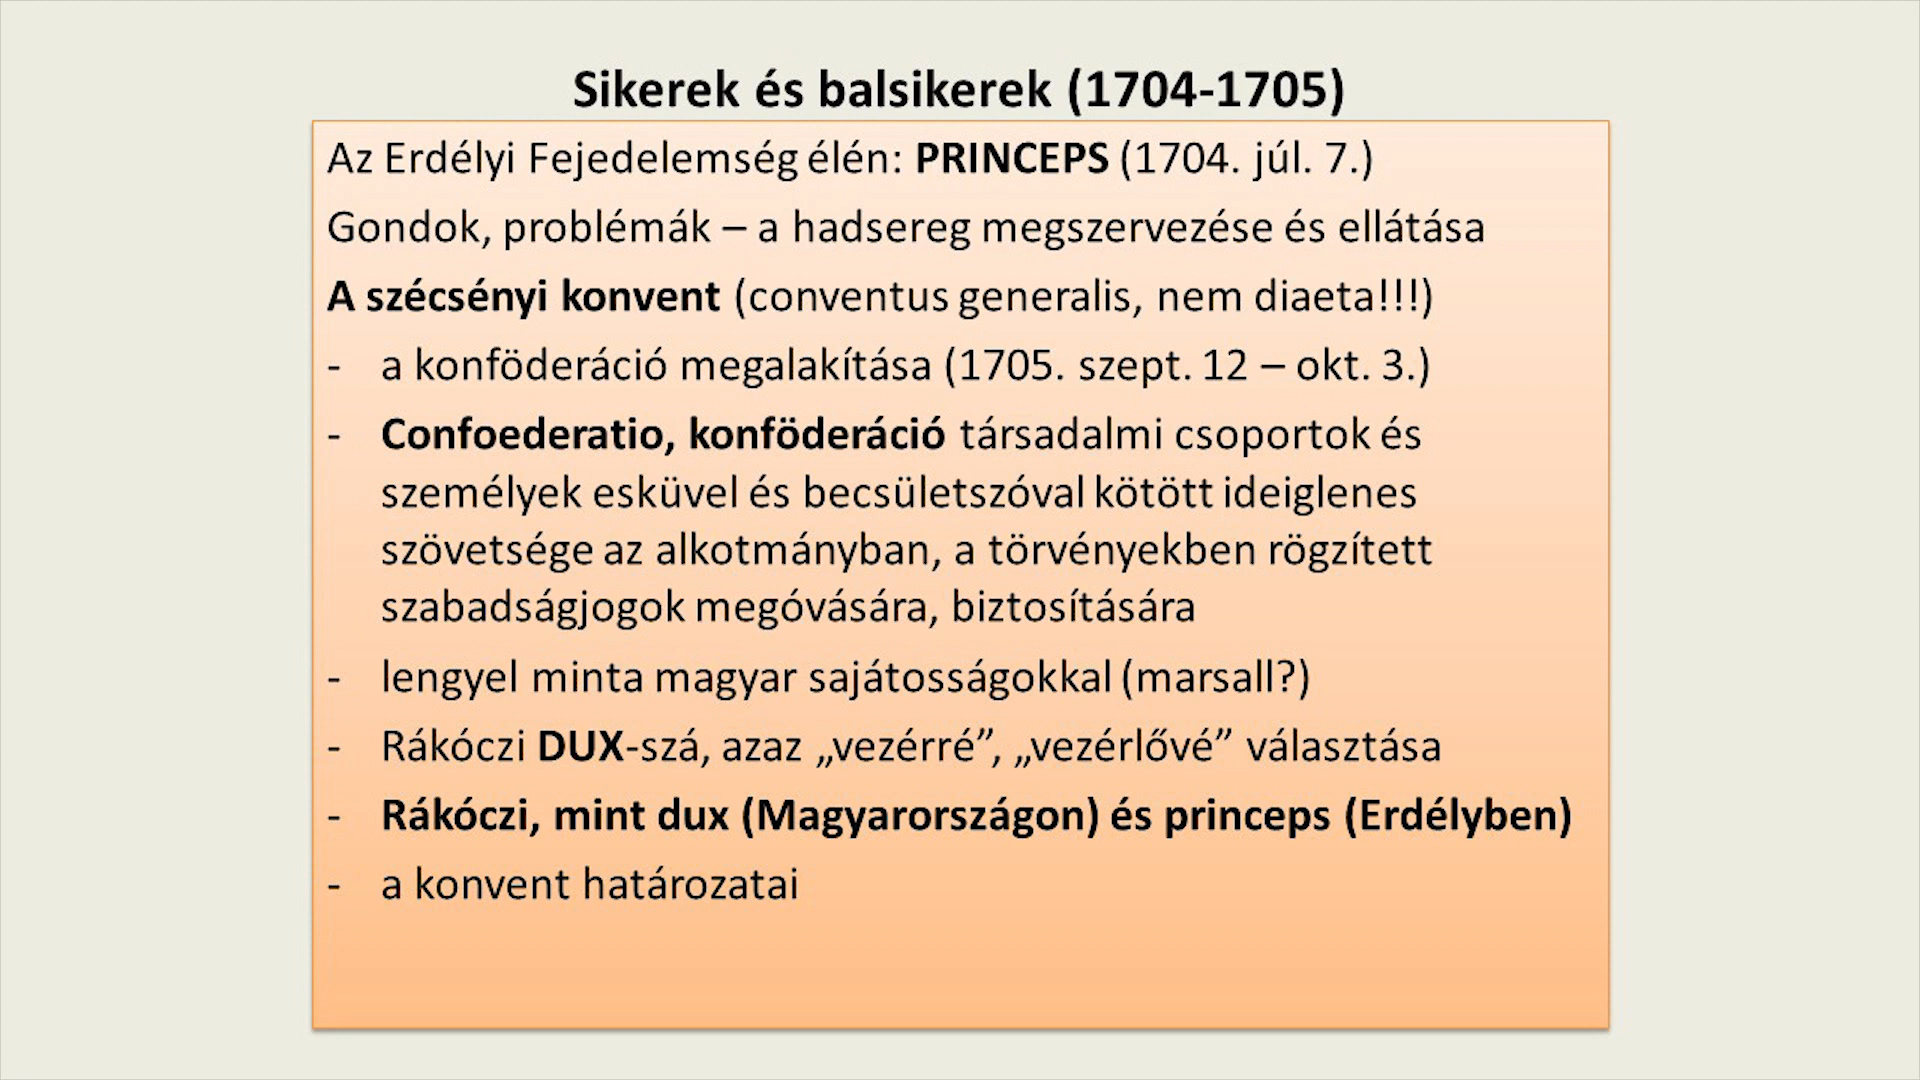 Sikerek és balsikerek (1704-1705)
Az Erdélyi Fejedelemség élén: PRINCEPS (1704. júl. 7.)
Gondok, problémák – a hadsereg megszervezése és ellátása
A szécsényi konvent (conventus generalis, nem diaeta!!!)
- a konföderáció megalakítása (1705. szept. 12 – okt. 3.)
- Confoederatio, konföderáció társadalmi csoportok és
személyek esküvel és becsületszóval kötött ideiglenes
szövetsége az alkotmányban, a törvényekben rögzített
szabadságjogok megóvására, biztosítására
- lengyel minta magyar sajátosságokkal (marsall?)
- Rákóczi DUX-szá, azaz „vezérré”, „vezérlővé” választása
- Rákóczi, mint dux (Magyarországon) és princeps (Erdélyben)
- a konvent határozatai